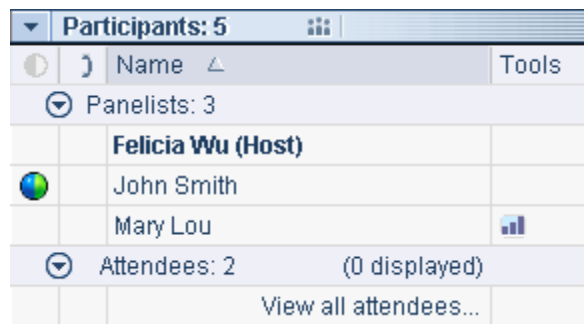 Participants: 5
Name Tools
Panelists: 3
Felicia Wu (Host)
John Smith
Mary Lou
Attendees: 2 (0 displayed)
View all attendees...